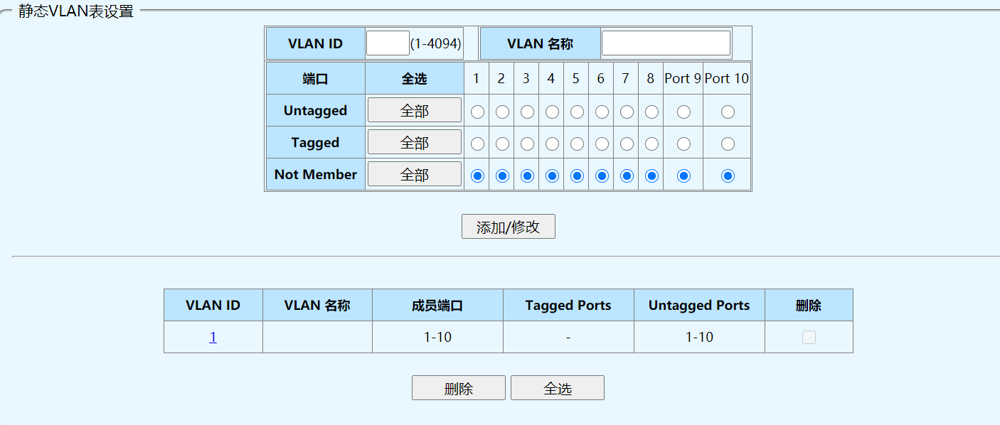 静态VLAN表设置
VLAN ID (1-4094) VLAN 名称
端口 全选 1 2 3 4 5 6 7 8 Port 9 Port 10
Untagged 全部
Tagged 全部
Not Member 全部
添加/修改
VLAN ID VLAN 名称 成员端口 Tagged Ports Untagged Ports 删除
1 1-10 - 1-10
删除 全选